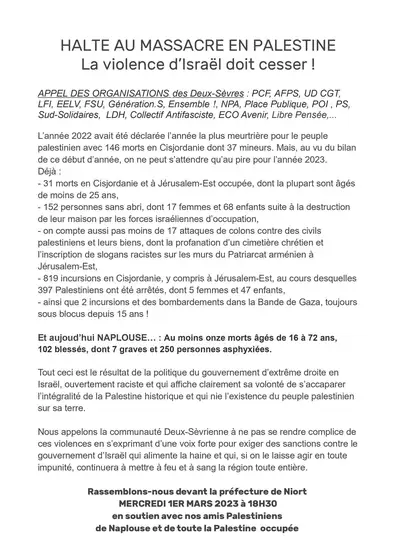 HALTE AU MASSACRE EN PALESTINE
La violence d’Israël doit cesser !
APPEL DES ORGANISATIONS des Deux-Sèvres : PCF, AFPS, UD CGT,
LFI, EELV, FSU, Génération.S, Ensemble !, NPA, Place Publique, POI , PS,
Sud-Solidaires,  LDH, Collectif Antifasciste, ECO Avenir, Libre Pensée,...
L’année 2022 avait été déclarée l’année la plus meurtrière pour le peuple
palestinien avec 146 morts en Cisjordanie dont 37 mineurs. Mais, au vu du bilan
de ce début d’année, on ne peut s’attendre qu’au pire pour l’année 2023.
Déjà :
- 31 morts en Cisjordanie et à Jérusalem-Est occupée, dont la plupart sont âgés
de moins de 25 ans,
- 152 personnes sans abri, dont 17 femmes et 68 enfants suite à la destruction
de leur maison par les forces israéliennes d’occupation,
- on compte aussi pas moins de 17 attaques de colons contre des civils
palestiniens et leurs biens, dont la profanation d’un cimetière chrétien et
l’inscription de slogans racistes sur les murs du Patriarcat arménien à
Jérusalem-Est,
- 819 incursions en Cisjordanie, y compris à Jérusalem-Est, au cours desquelles
397 Palestiniens ont été arrêtés, dont 5 femmes et 47 enfants,
- ainsi que 2 incursions et des bombardements dans la Bande de Gaza, toujours
sous blocus depuis 15 ans !
Et aujourd’hui NAPLOUSE… : Au moins onze morts âgés de 16 à 72 ans,
102 blessés, dont 7 graves et 250 personnes asphyxiées.
Tout ceci est le résultat de la politique du gouvernement d’extrême droite en
Israël, ouvertement raciste et qui affiche clairement sa volonté de s’accaparer
l’intégralité de la Palestine historique et qui nie l’existence du peuple palestinien
sur sa terre.
Nous appelons la communauté Deux-Sèvrienne à ne pas se rendre complice de
ces violences en s’exprimant d’une voix forte pour exiger des sanctions contre le
gouvernement d’Israël qui alimente la haine et qui, si on le laisse agir en toute
impunité, continuera à mettre à feu et à sang la région toute entière.
Rassemblons-nous devant la préfecture de Niort
MERCREDI 1ER MARS 2023 à 18H30
en soutien avec nos amis Palestiniens
de Naplouse et de toute la Palestine  occupée